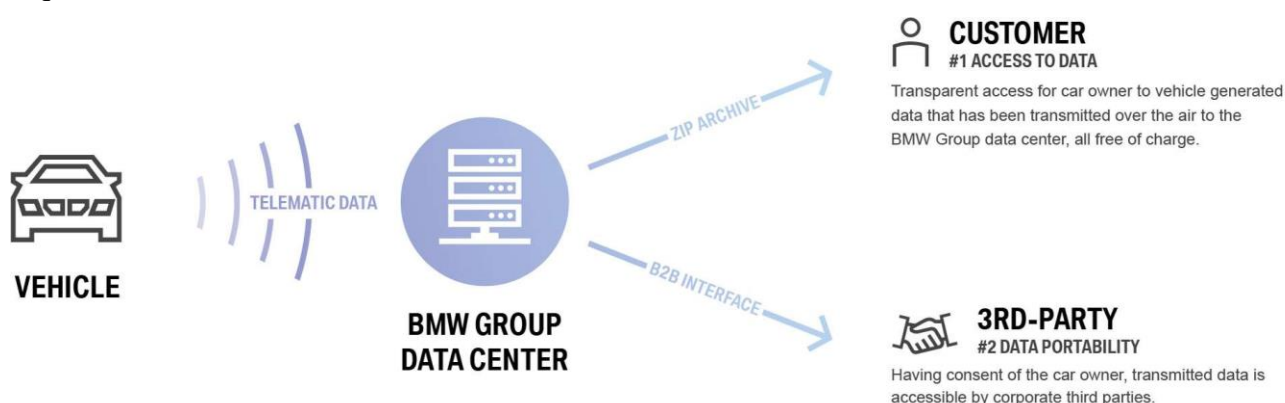 CUSTOMER
#1 ACCESS TO DATA
Transparent access for car owner to vehicle generated
data that has been transmitted over the air to the
BMW Group data center, all free of charge.
ZIP ARCHIVE
TELEMATIC DATA
VEHICLE
BMW GROUP
DATA CENTER
B2B INTERFACE
3RD-PARTY
#2 DATA PORTABILITY
Having consent of the car owner, transmitted data is
accessible by corporate third parties.